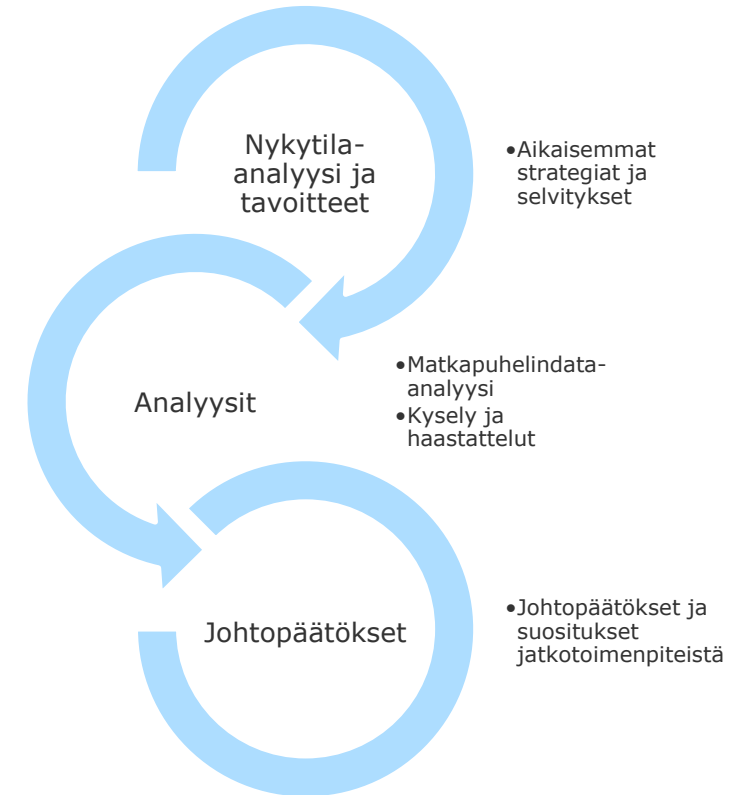 Nykytila-
analyysi ja
tavoitteet
•Aikaisemmat
strategiat ja
selvitykset
Analyysit
•Matkapuhelindata-
analyysi
•Kysely ja
haastattelut
Johtopäätökset
•Johtopäätökset ja
suositukset
jatkotoimenpiteistä